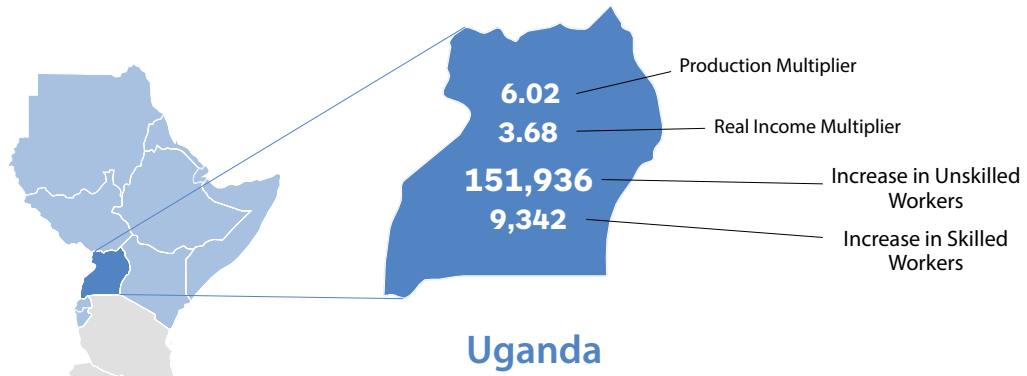 Production Multiplier
6.02
Real Income Multiplier
3.68
151,936
Increase in Unskilled
Workers
9,342
Increase in Skilled
Workers
Uganda